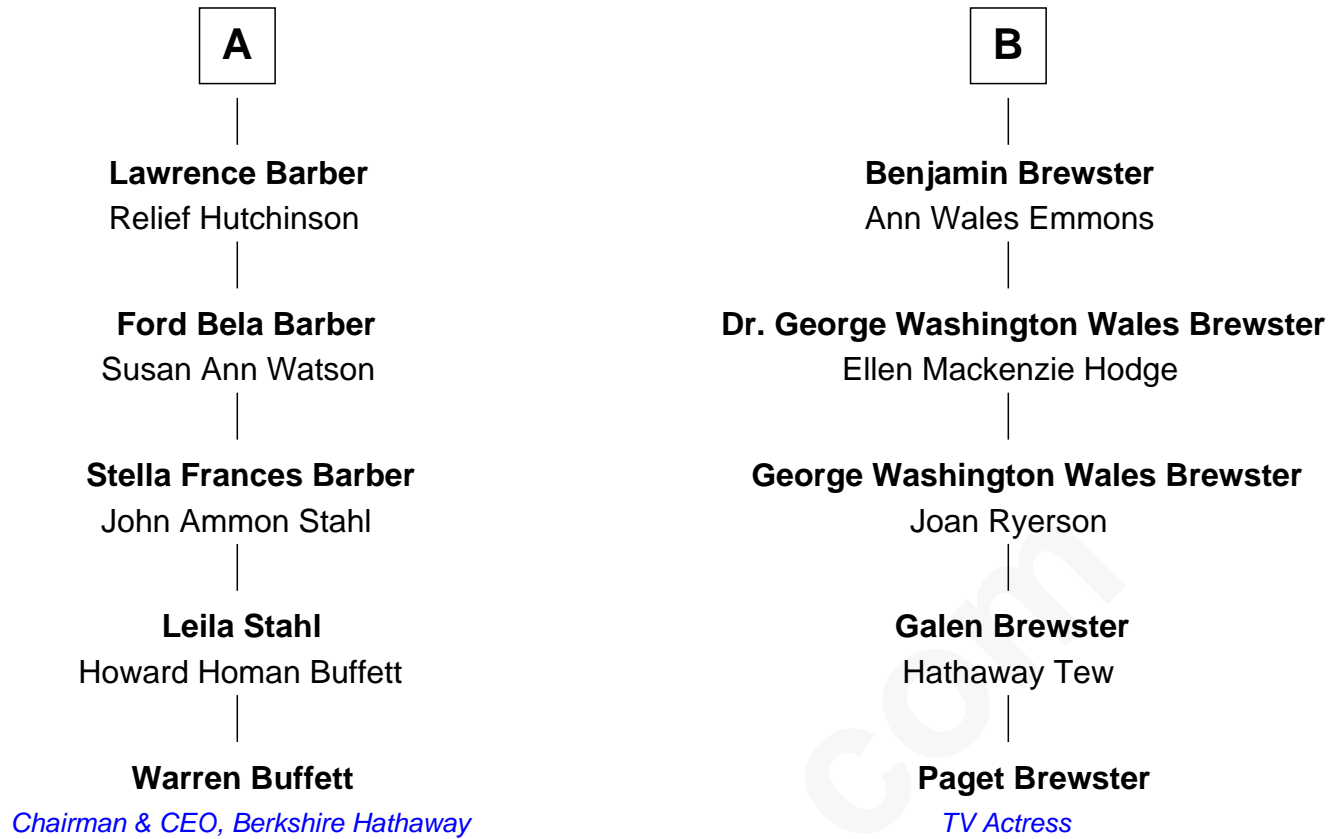 A
Lawrence Barber
Relief Hutchinson
Ford Bela Barber
Susan Ann Watson
Stella Frances Barber
John Ammon Stahl
Leila Stahl
Howard Homan Buffett
Warren Buffett
Chairman & CEO, Berkshire Hathaway
B
Benjamin Brewster
Ann Wales Emmons
Dr. George Washington Wales Brewster
Ellen Mackenzie Hodge
George Washington Wales Brewster
Joan Ryerson
Galen Brewster
Hathaway Tew
Paget Brewster
TV Actress
com